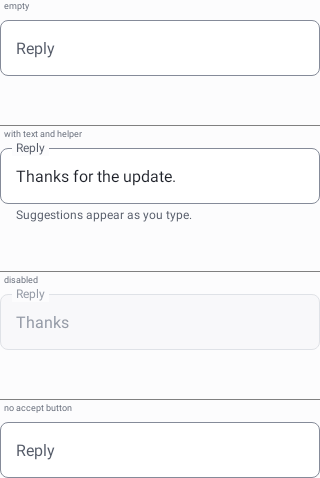 empty
Reply
with text and helper
Reply
Thanks for the update.
Suggestions appear as you type.
disabled
Reply
Thanks
no accept button
Reply